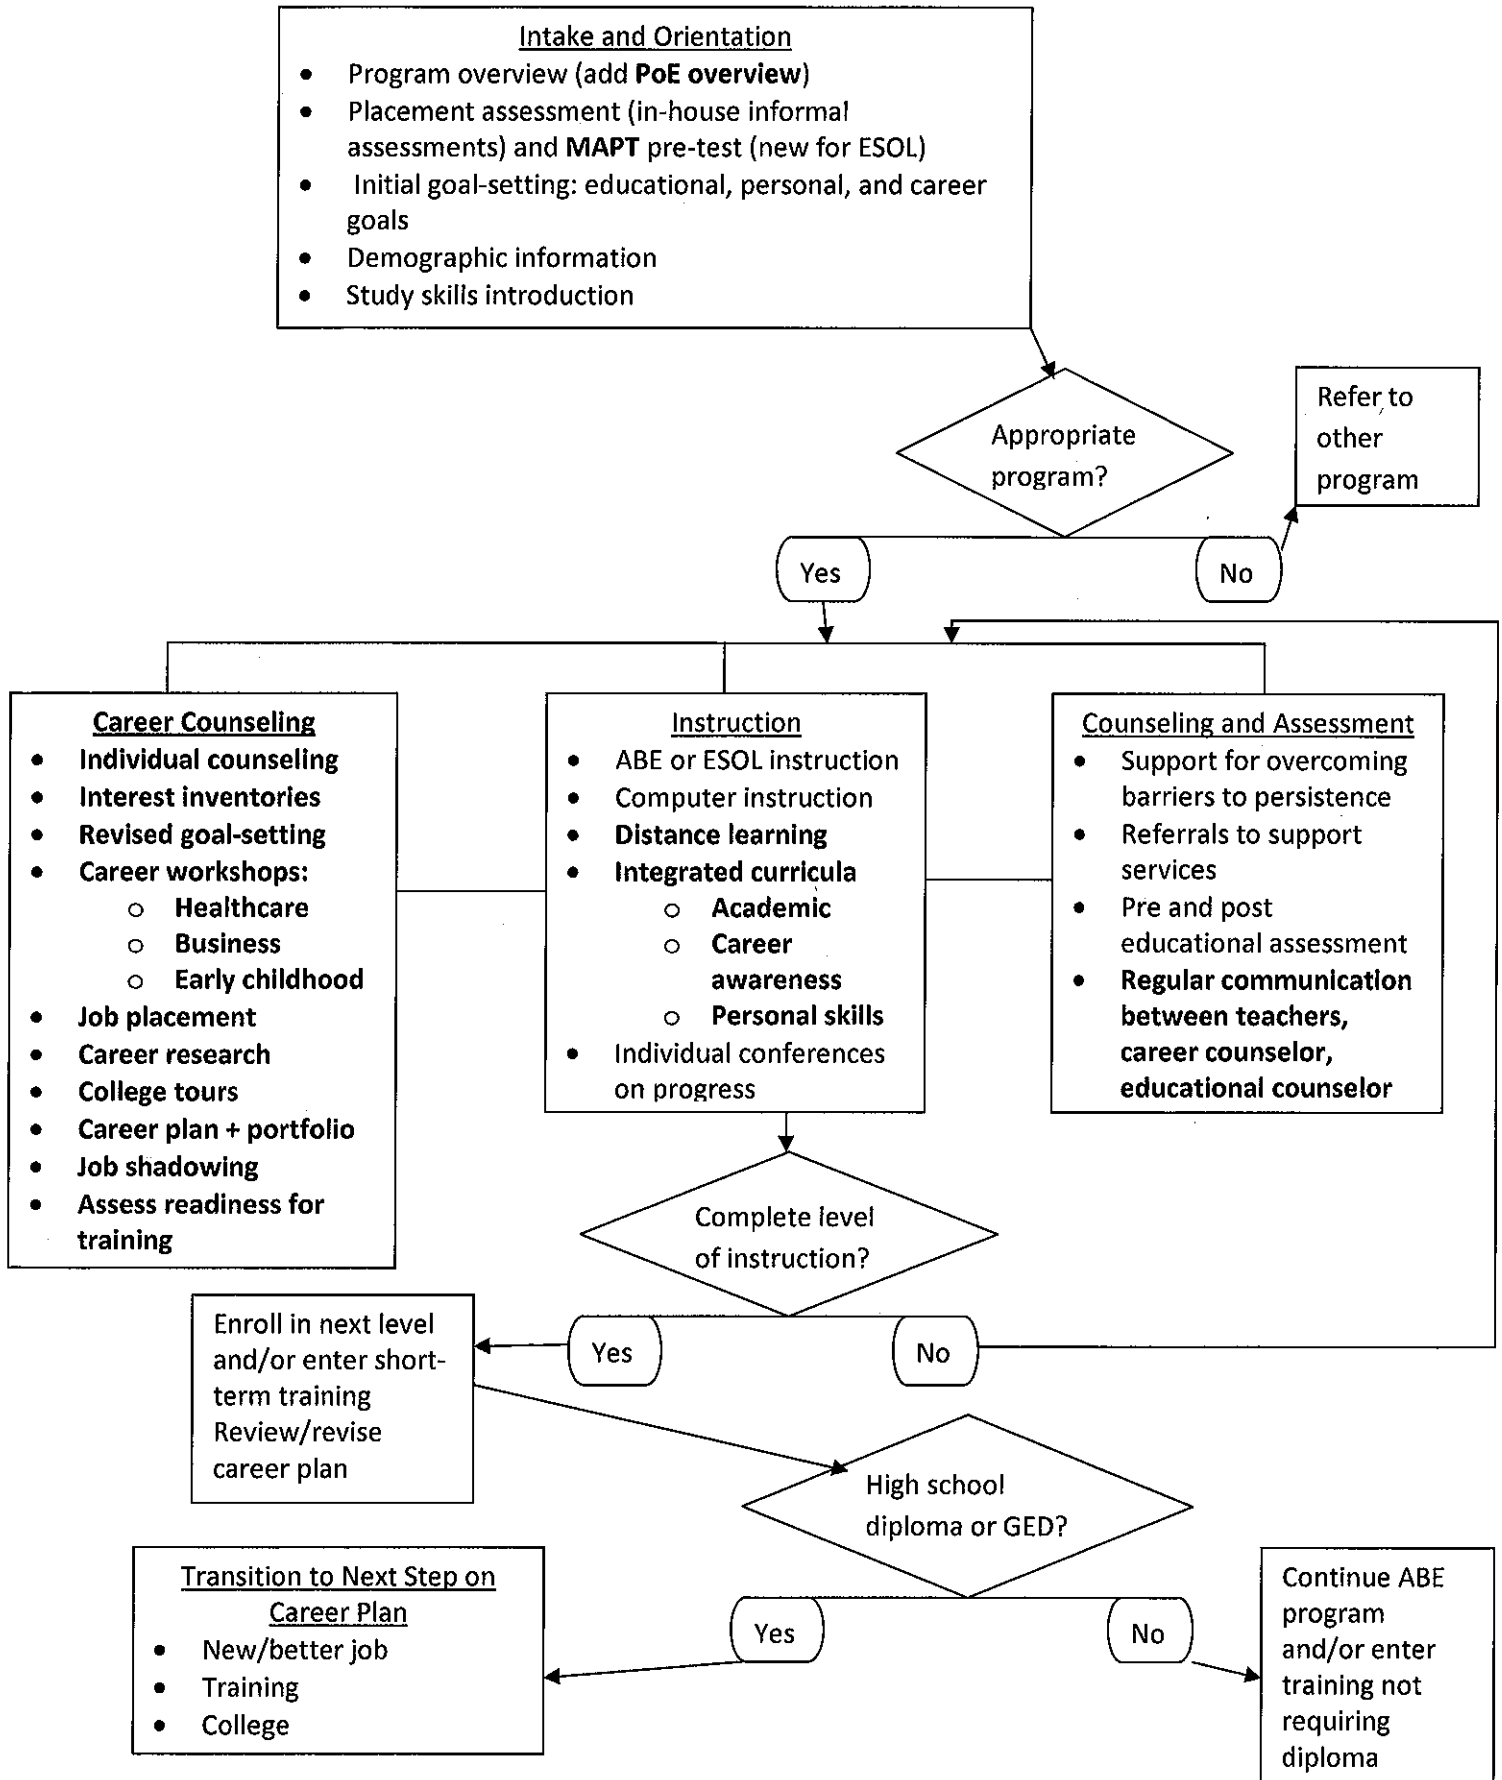 Intake and Orientation
• Program overview (add PoE overview)
• Placement assessment (in-house informal
assessments) and MAPT pre-test (new for ESOL)
• Initial goal-setting: educational, personal, and career
goals
• Demographic information
• Study skills introduction
Appropriate
program?
Refer to
other
program
Yes
No
Career Counseling
• Individual counseling
• Interest inventories
• Revised goal-setting
• Career workshops:
o Healthcare
o Business
o Early childhood
• Job placement
• Career research
• College tours
• Career plan + portfolio
• Job shadowing
• Assess readiness for
training
Instruction
• ABE or ESOL instruction
• Computer instruction
• Distance learning
• Integrated curricula
o Academic
o Career
awareness
o Personal skills
• Individual conferences
on progress
Counseling and Assessment
• Support for overcoming
barriers to persistence
• Referrals to support
services
• Pre and post
educational assessment
• Regular communication
between teachers,
career counselor,
educational counselor
Complete level
of instruction?
Yes
No
Enroll in next level
and/or enter short-
term training
Review/revise
career plan
High school
diploma or GED?
Yes
No
Transition to Next Step on
Career Plan
• New/better job
• Training
• College
Continue ABE
program
and/or enter
training not
requiring
diploma